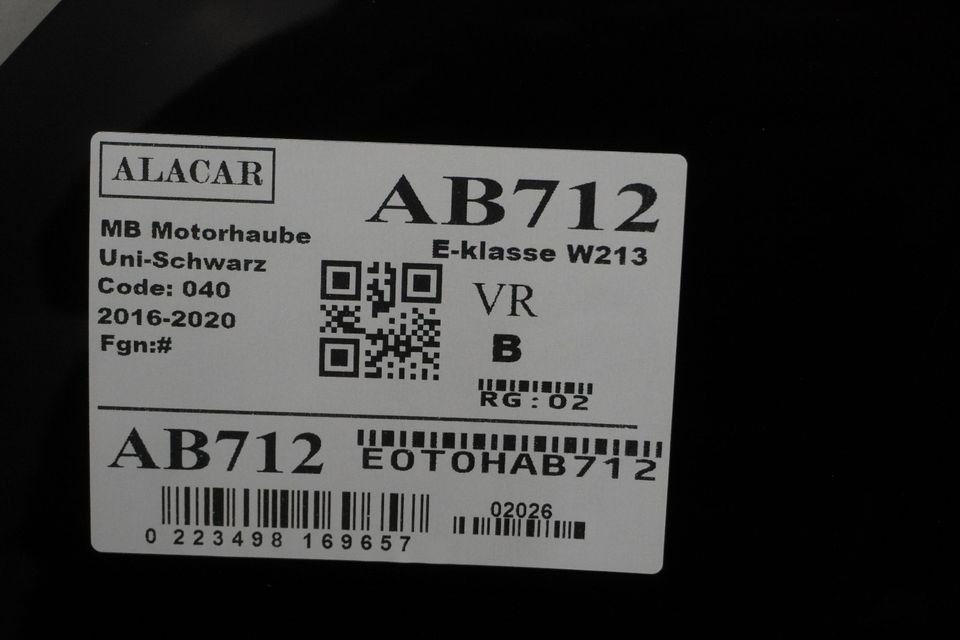 ALACAR
AB712
E-klasse W213
MB Motorhaube
Uni-Schwarz
Code: 040
2016-2020
Fgn:#
VR
B
RG:02
AB712
EOTOHAB712
0 223498 169657
02026